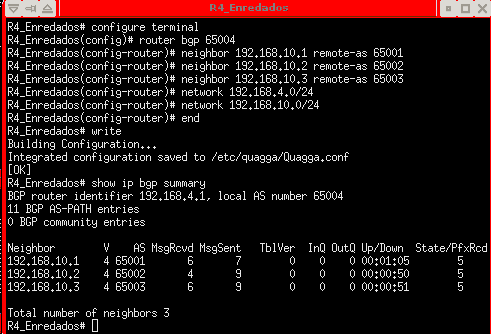 R4_Enredados
R4_Enredados# configure terminal
R4_Enredados(config)# router bgp 65004
R4_Enredados(config-router)# neighbor 192.168.10.1 remote-as 65001
R4_Enredados(config-router)# neighbor 192.168.10.2 remote-as 65002
R4_Enredados(config-router)# neighbor 192.168.10.3 remote-as 65003
R4_Enredados(config-router)# network 192.168.4.0/24
R4_Enredados(config-router)# network 192.168.10.0/24
R4_Enredados(config-router)# end
R4_Enredados# write
Building Configuration...
Integrated configuration saved to /etc/quagga/Quagga.conf
[OK]
R4_Enredados# show ip bgp summary
BGP router identifier 192.168.4.1, local AS number 65004
11 BGP AS-PATH entries
0 BGP community entries
Neighbor V AS MsgRcvd MsgSent TblVer InQ OutQ Up/Down State/PfxRcd
192.168.10.1 4 65001 6 7 0 0 0 00:01:05 5
192.168.10.2 4 65002 4 9 0 0 0 00:00:50 5
192.168.10.3 4 65003 6 9 0 0 0 00:00:51 5
Total number of neighbors 3
R4_Enredados#